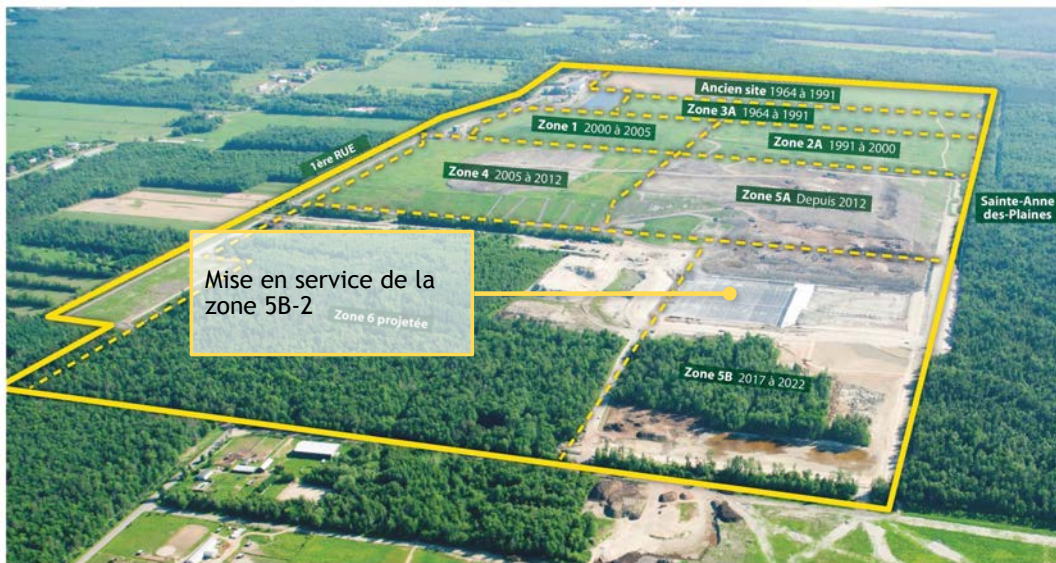 Ancien site 1964 à 1991
Zone 3A 1964 à 1991
Zone 1 2000 à 2005
Zone 2A 1991 à 2000
1ère RUE
Zone 4 2005 à 2012
Zone 5A Depuis 2012
Sainte-Anne
des-Plaines
Mise en service de la
zone 5B-2
Zone 6 projetée
Zone 5B 2017 à 2022